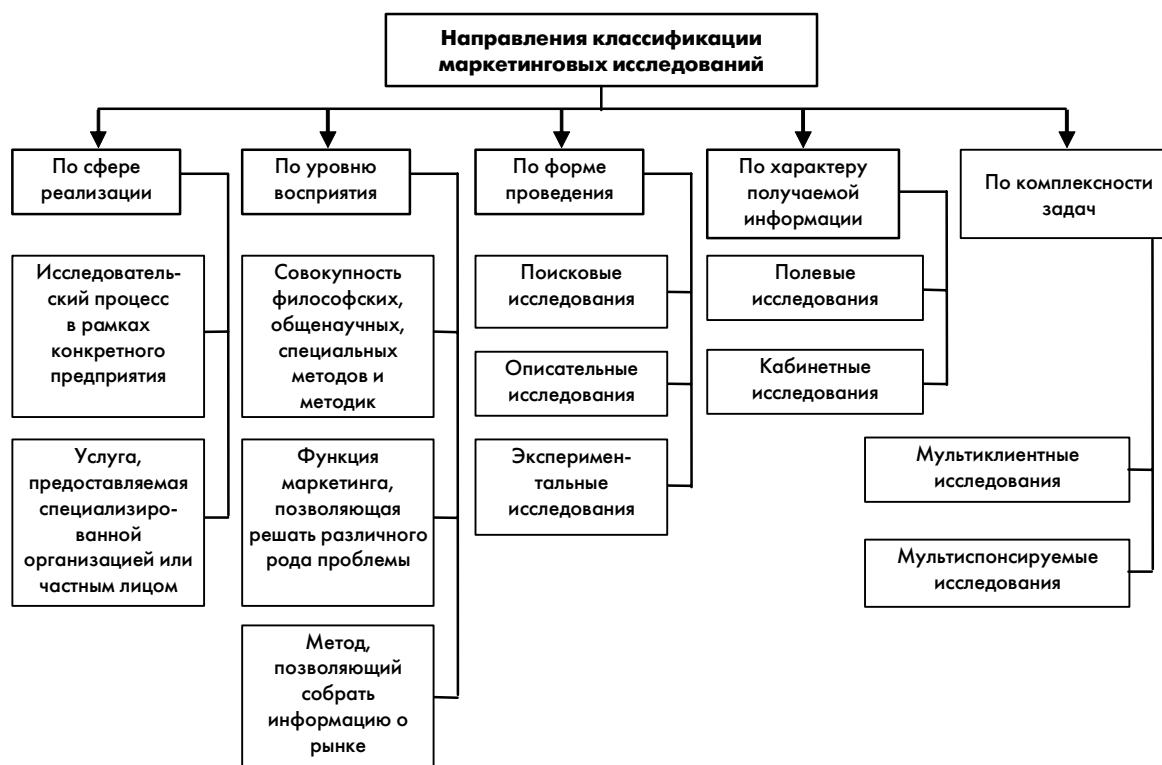 Направления классификации
маркетинговых исследований
По сфере
реализации
Исследователь-
ский процесс
в рамках
конкретного
предприятия
Услуга,
предоставляемая
специализиро-
ванной
организацией или
частным лицом
По уровню
восприятия
Совокупность
философских,
общенаучных,
специальных
методов и
методик
Функция
маркетинга,
позволяющая
решать различного
рода проблемы
Метод,
позволяющий
собрать
информацию о
рынке
По форме
проведения
Поисковые
исследования
Описательные
исследования
Эксперимен-
тальные
исследования
По характеру
получаемой
информации
Полевые
исследования
Кабинетные
исследования
По комплексности
задач
Мультиклиентные
исследования
Мультиспонсируемые
исследования